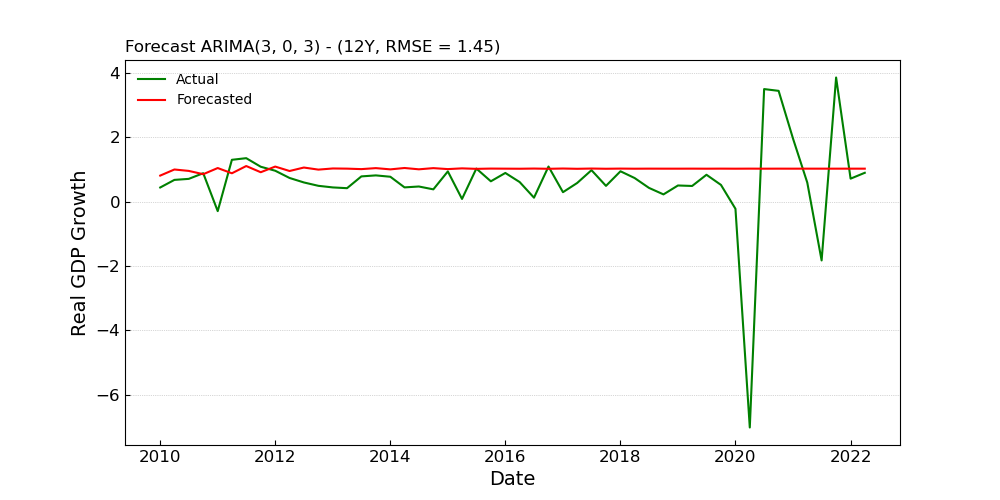 Forecast ARIMA(3, 0, 3) - (12Y, RMSE = 1.45)
Actual
Forecasted
4
2
0
−2
−4
−6
Real GDP Growth
2010 2012 2014 2016 2018 2020 2022
Date